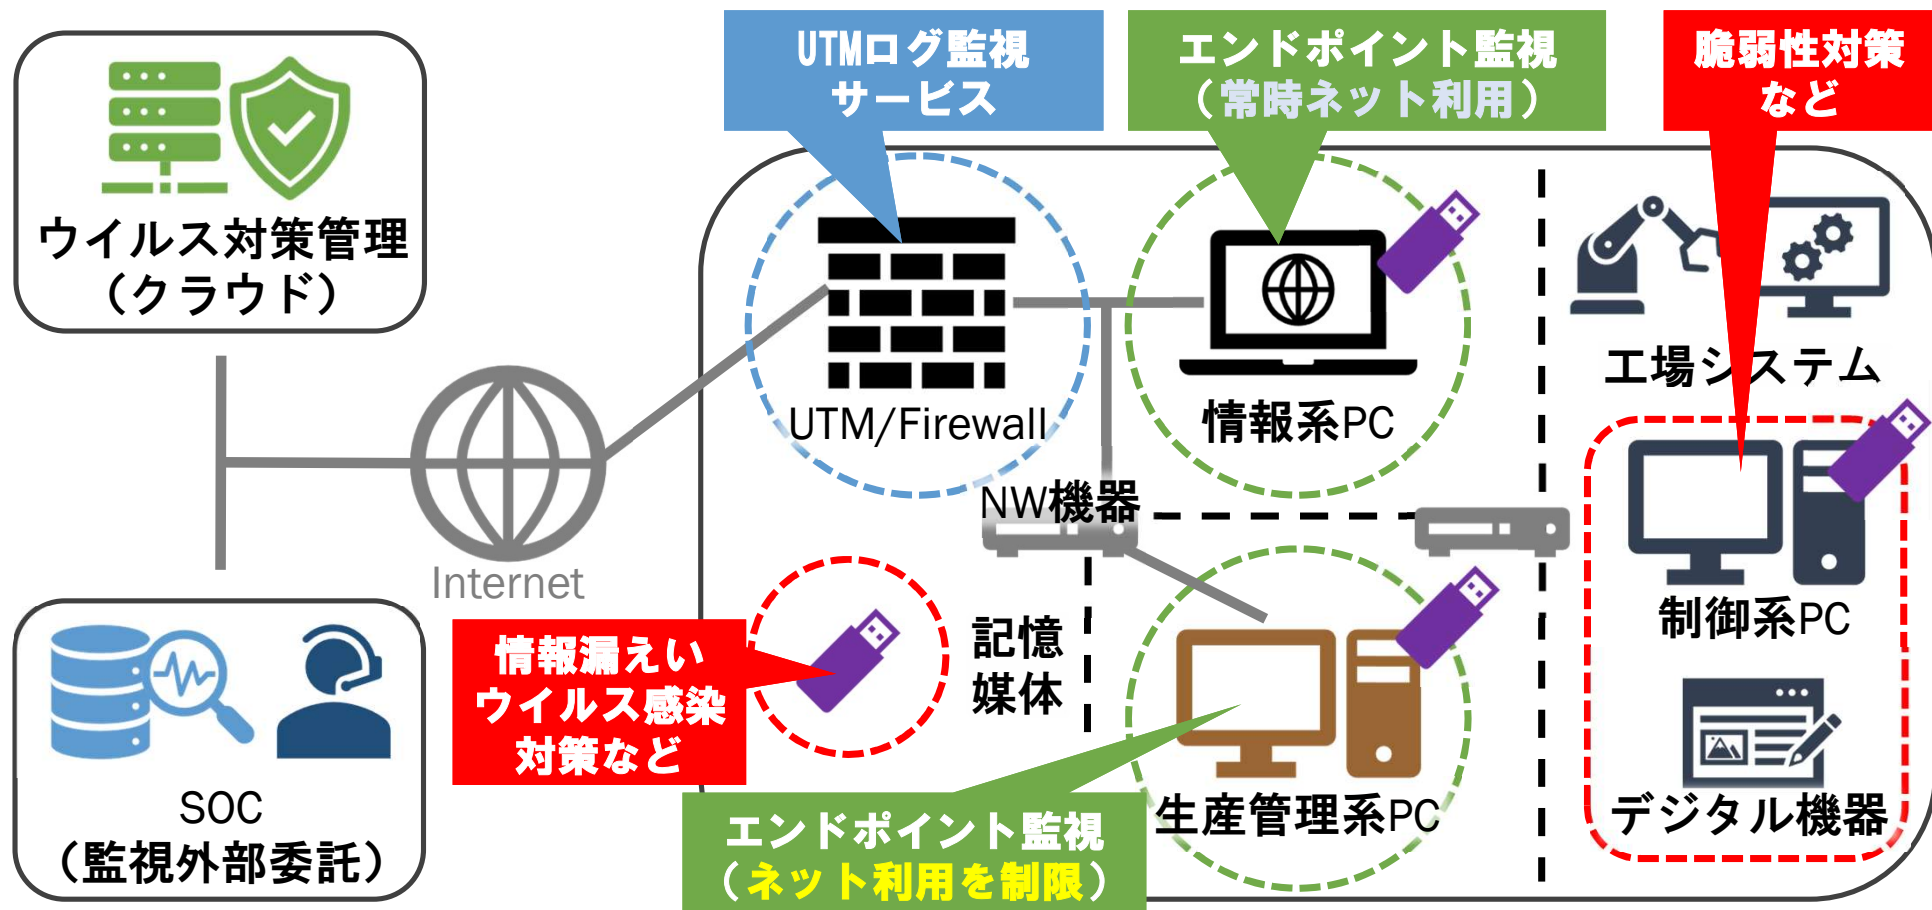 UTMログ監視
サービス
エンドポイント監視
（常時ネット利用）
脆弱性対策
など
ウイルス対策管理
（クラウド）
工場システム
UTM/Firewall
情報系PC
NW機器
Internet
情報漏えい
ウイルス感染
対策など
記憶
媒体
制御系PC
SOC
（監視外部委託）
エンドポイント監視
（ネット利用を制限）
生産管理系PC
デジタル機器